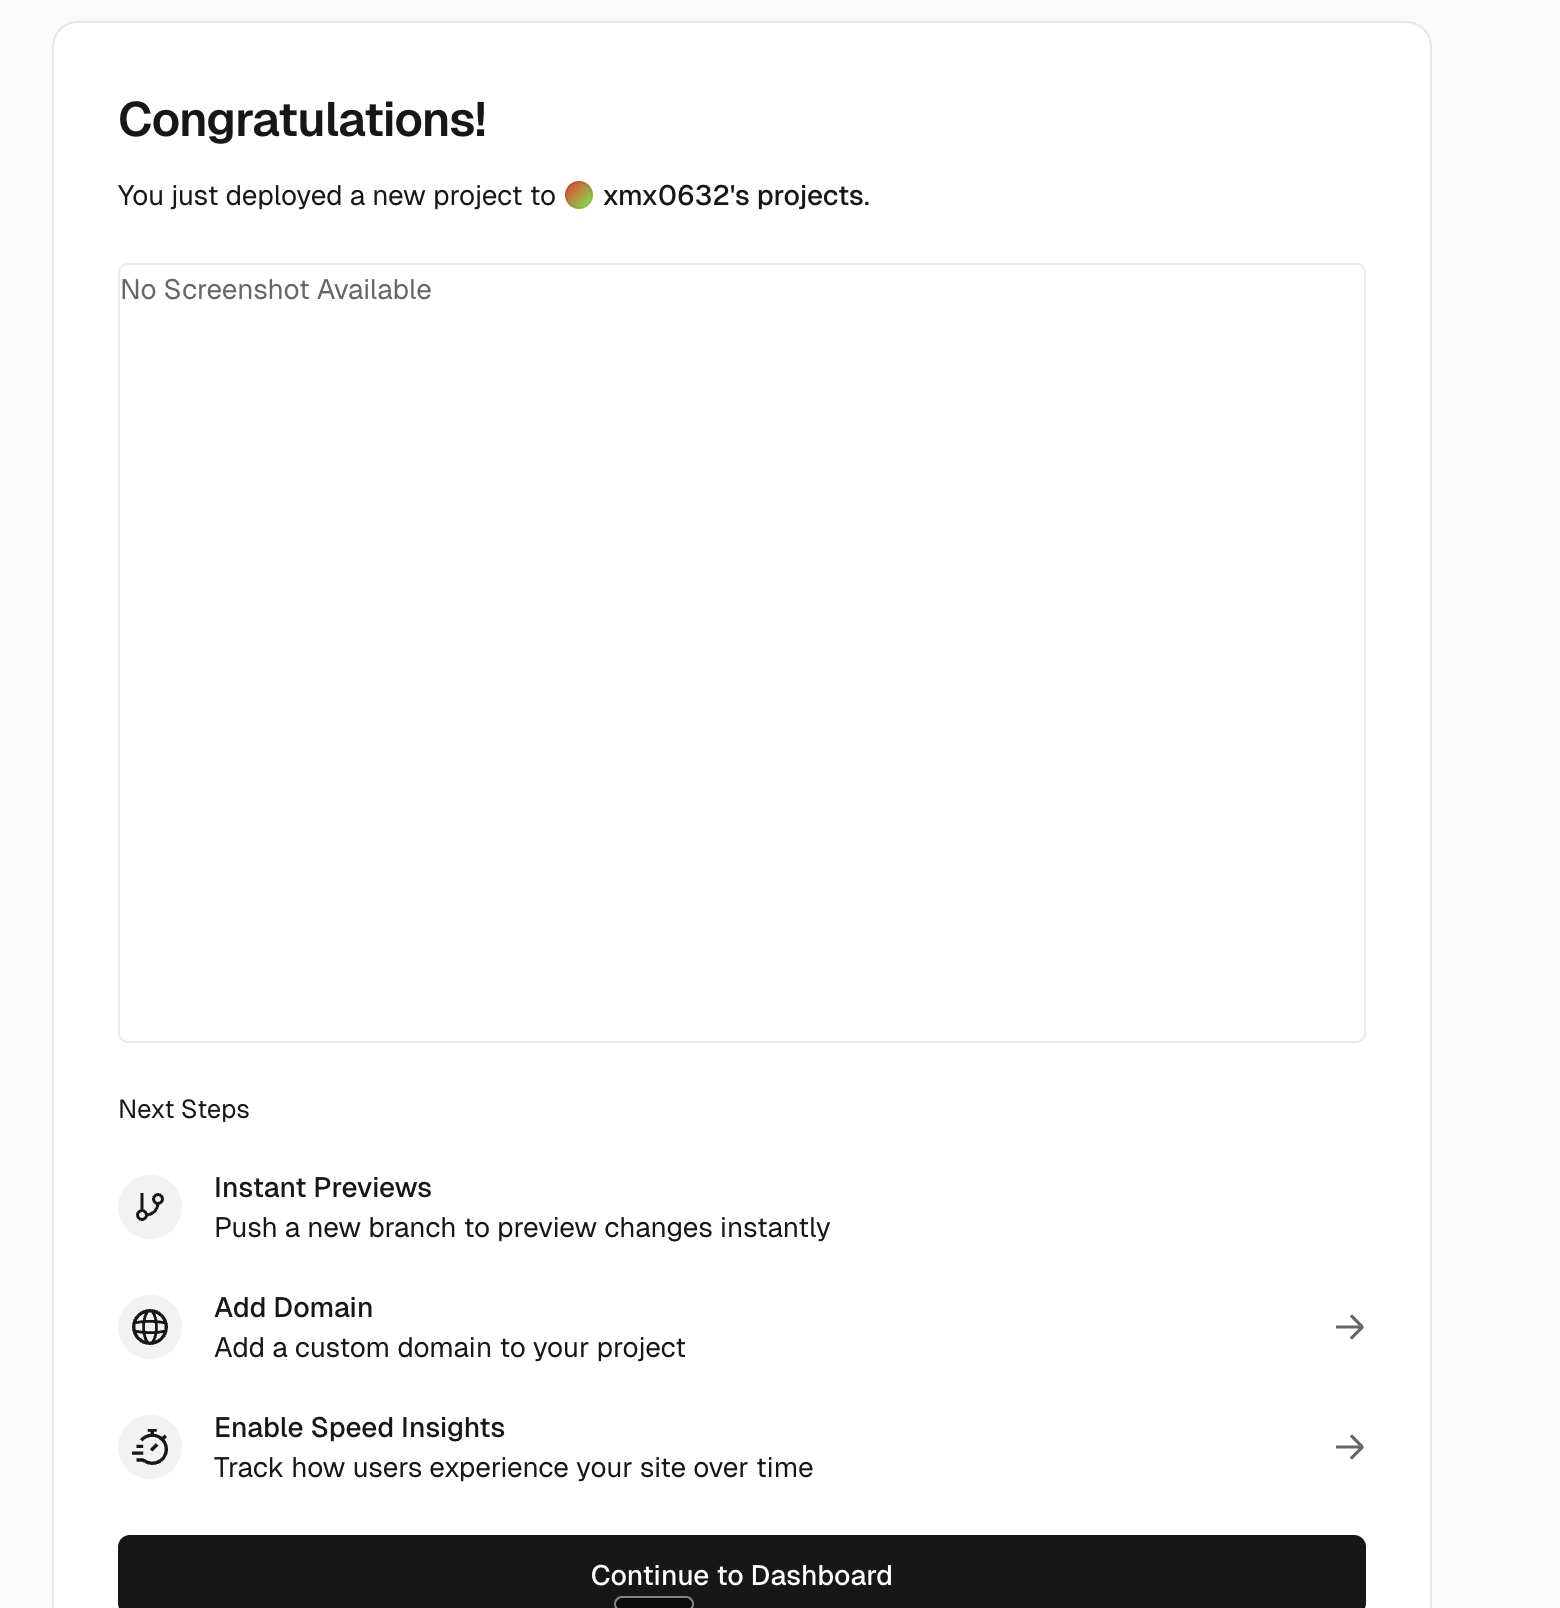 Congratulations!
You just deployed a new project to xmx0632's projects.
No Screenshot Available
Next Steps
Instant Previews
Push a new branch to preview changes instantly
Add Domain
Add a custom domain to your project
Enable Speed Insights
Track how users experience your site over time
Continue to Dashboard